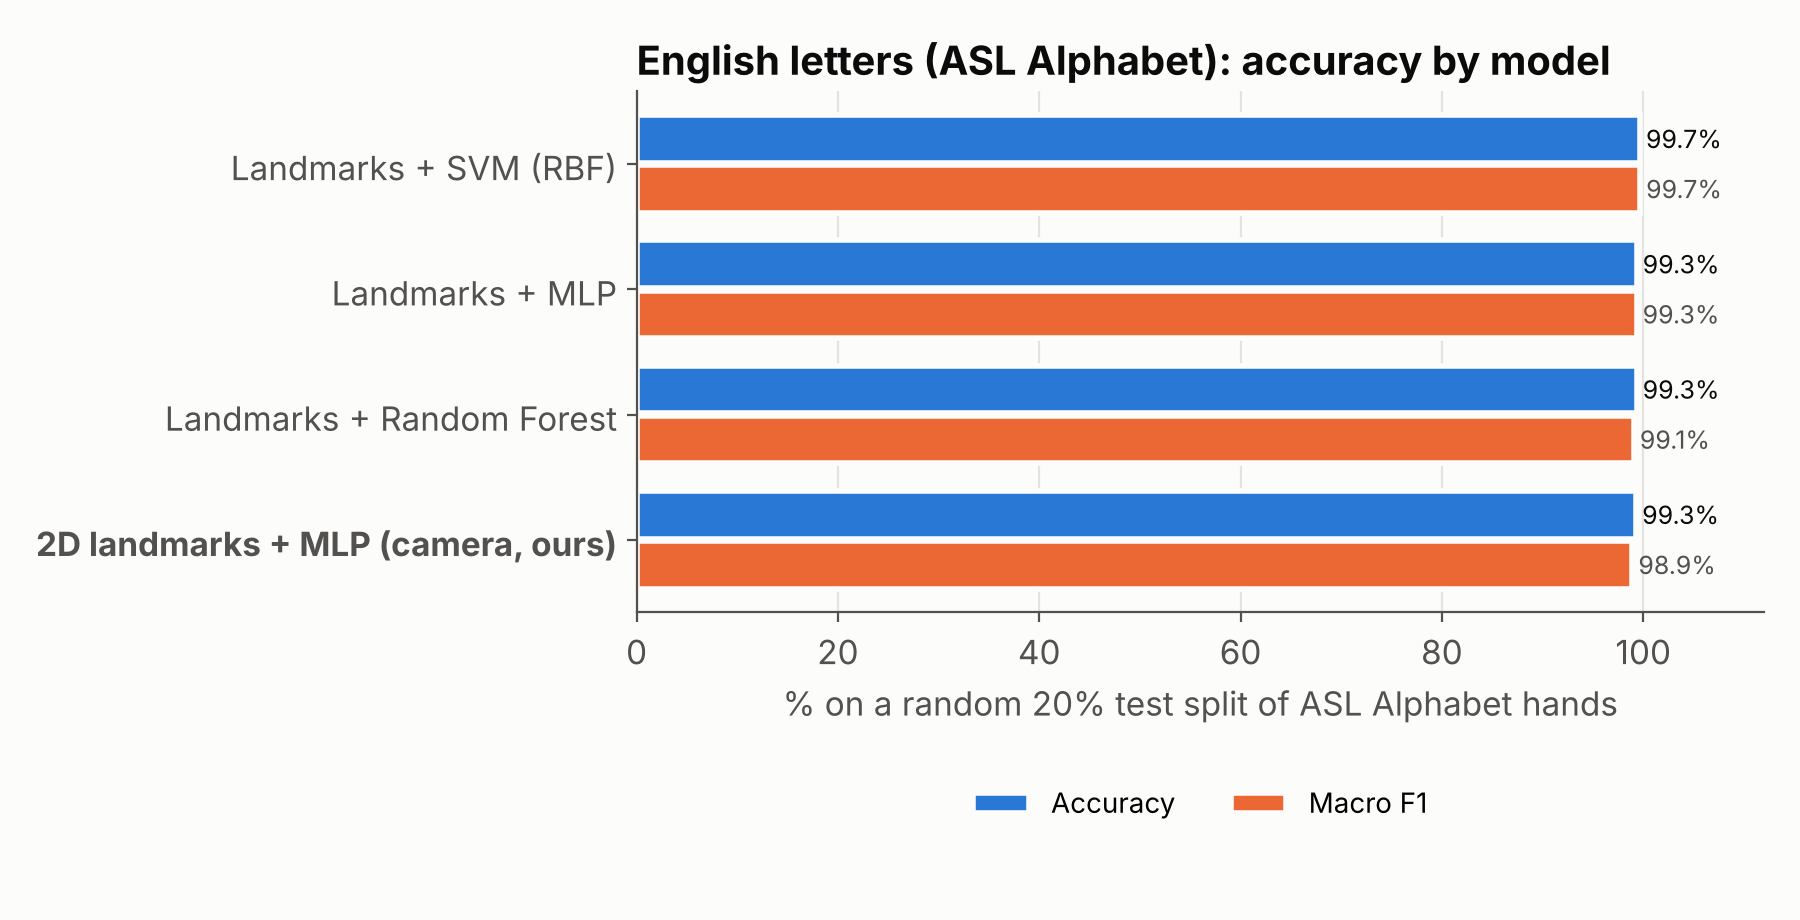 English letters (ASL Alphabet): accuracy by model
Landmarks + SVM (RBF)
99.7%
99.7%
Landmarks + MLP
99.3%
99.3%
Landmarks + Random Forest
99.3%
99.1%
2D landmarks + MLP (camera, ours)
99.3%
98.9%
0 20 40 60 80 100
% on a random 20% test split of ASL Alphabet hands
Accuracy Macro F1